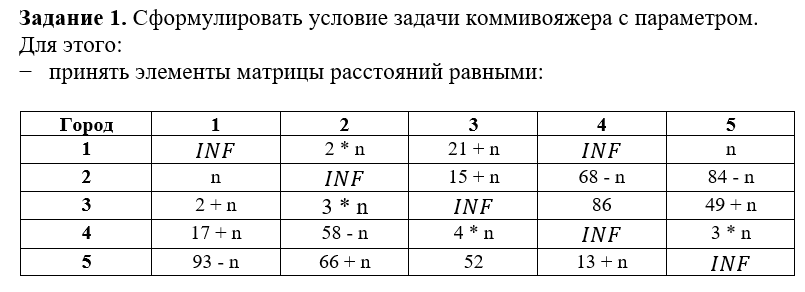 Задание 1. Сформулировать условие задачи коммивояжера с параметром.
Для этого:
− принять элементы матрицы расстояний равными:
Город 1 2 3 4 5
1 INF 2 * n 21 + n INF n
2 n INF 15 + n 68 - n 84 - n
3 2 + n 3 * n INF 86 49 + n
4 17 + n 58 - n 4 * n INF 3 * n
5 93 - n 66 + n 52 13 + n INF